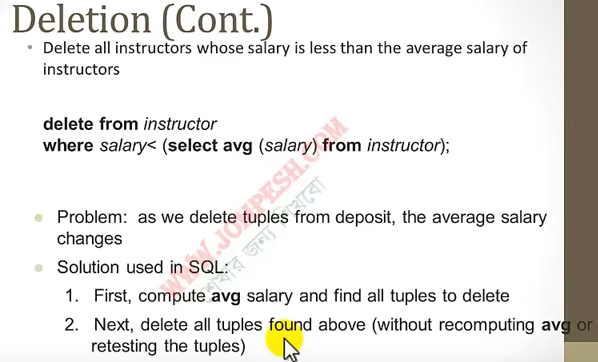 Deletion (Cont.)
• Delete all instructors whose salary is less than the average salary of
instructors
delete from instructor
where salary< (select avg (salary) from instructor);
Problem: as we delete tuples from deposit, the average salary
changes
Solution used in SQL:
1. First, compute avg salary and find all tuples to delete
2. Next, delete all tuples found above (without recomputing avg or
retesting the tuples)
WWW.JOMPESH.COM
শেখার জন্য লিখবো